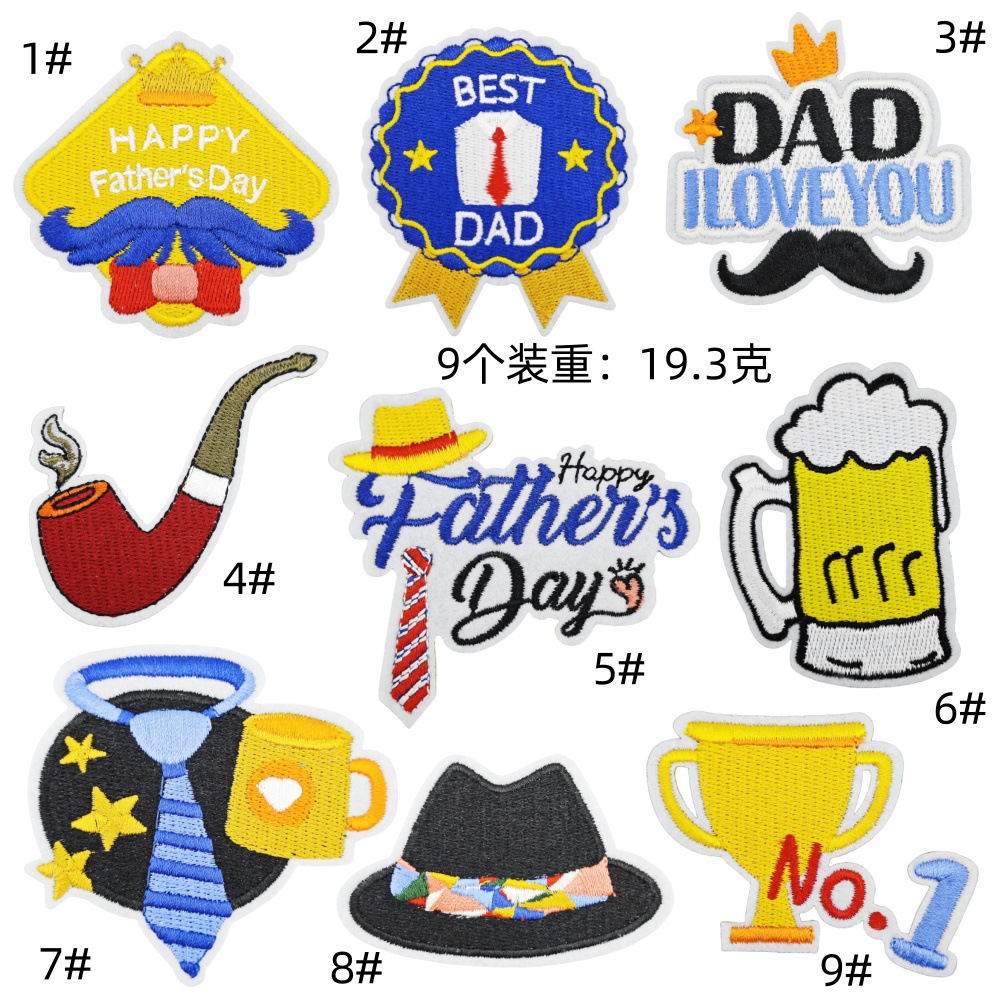 1#
HAPPY
Father's Day
2#
BEST
DAD
3#
DAD
I LOVE YOU
9个装重：19.3克
4#
Happy
Father's
Day
5#
6#
7#
8#
No.1
9#